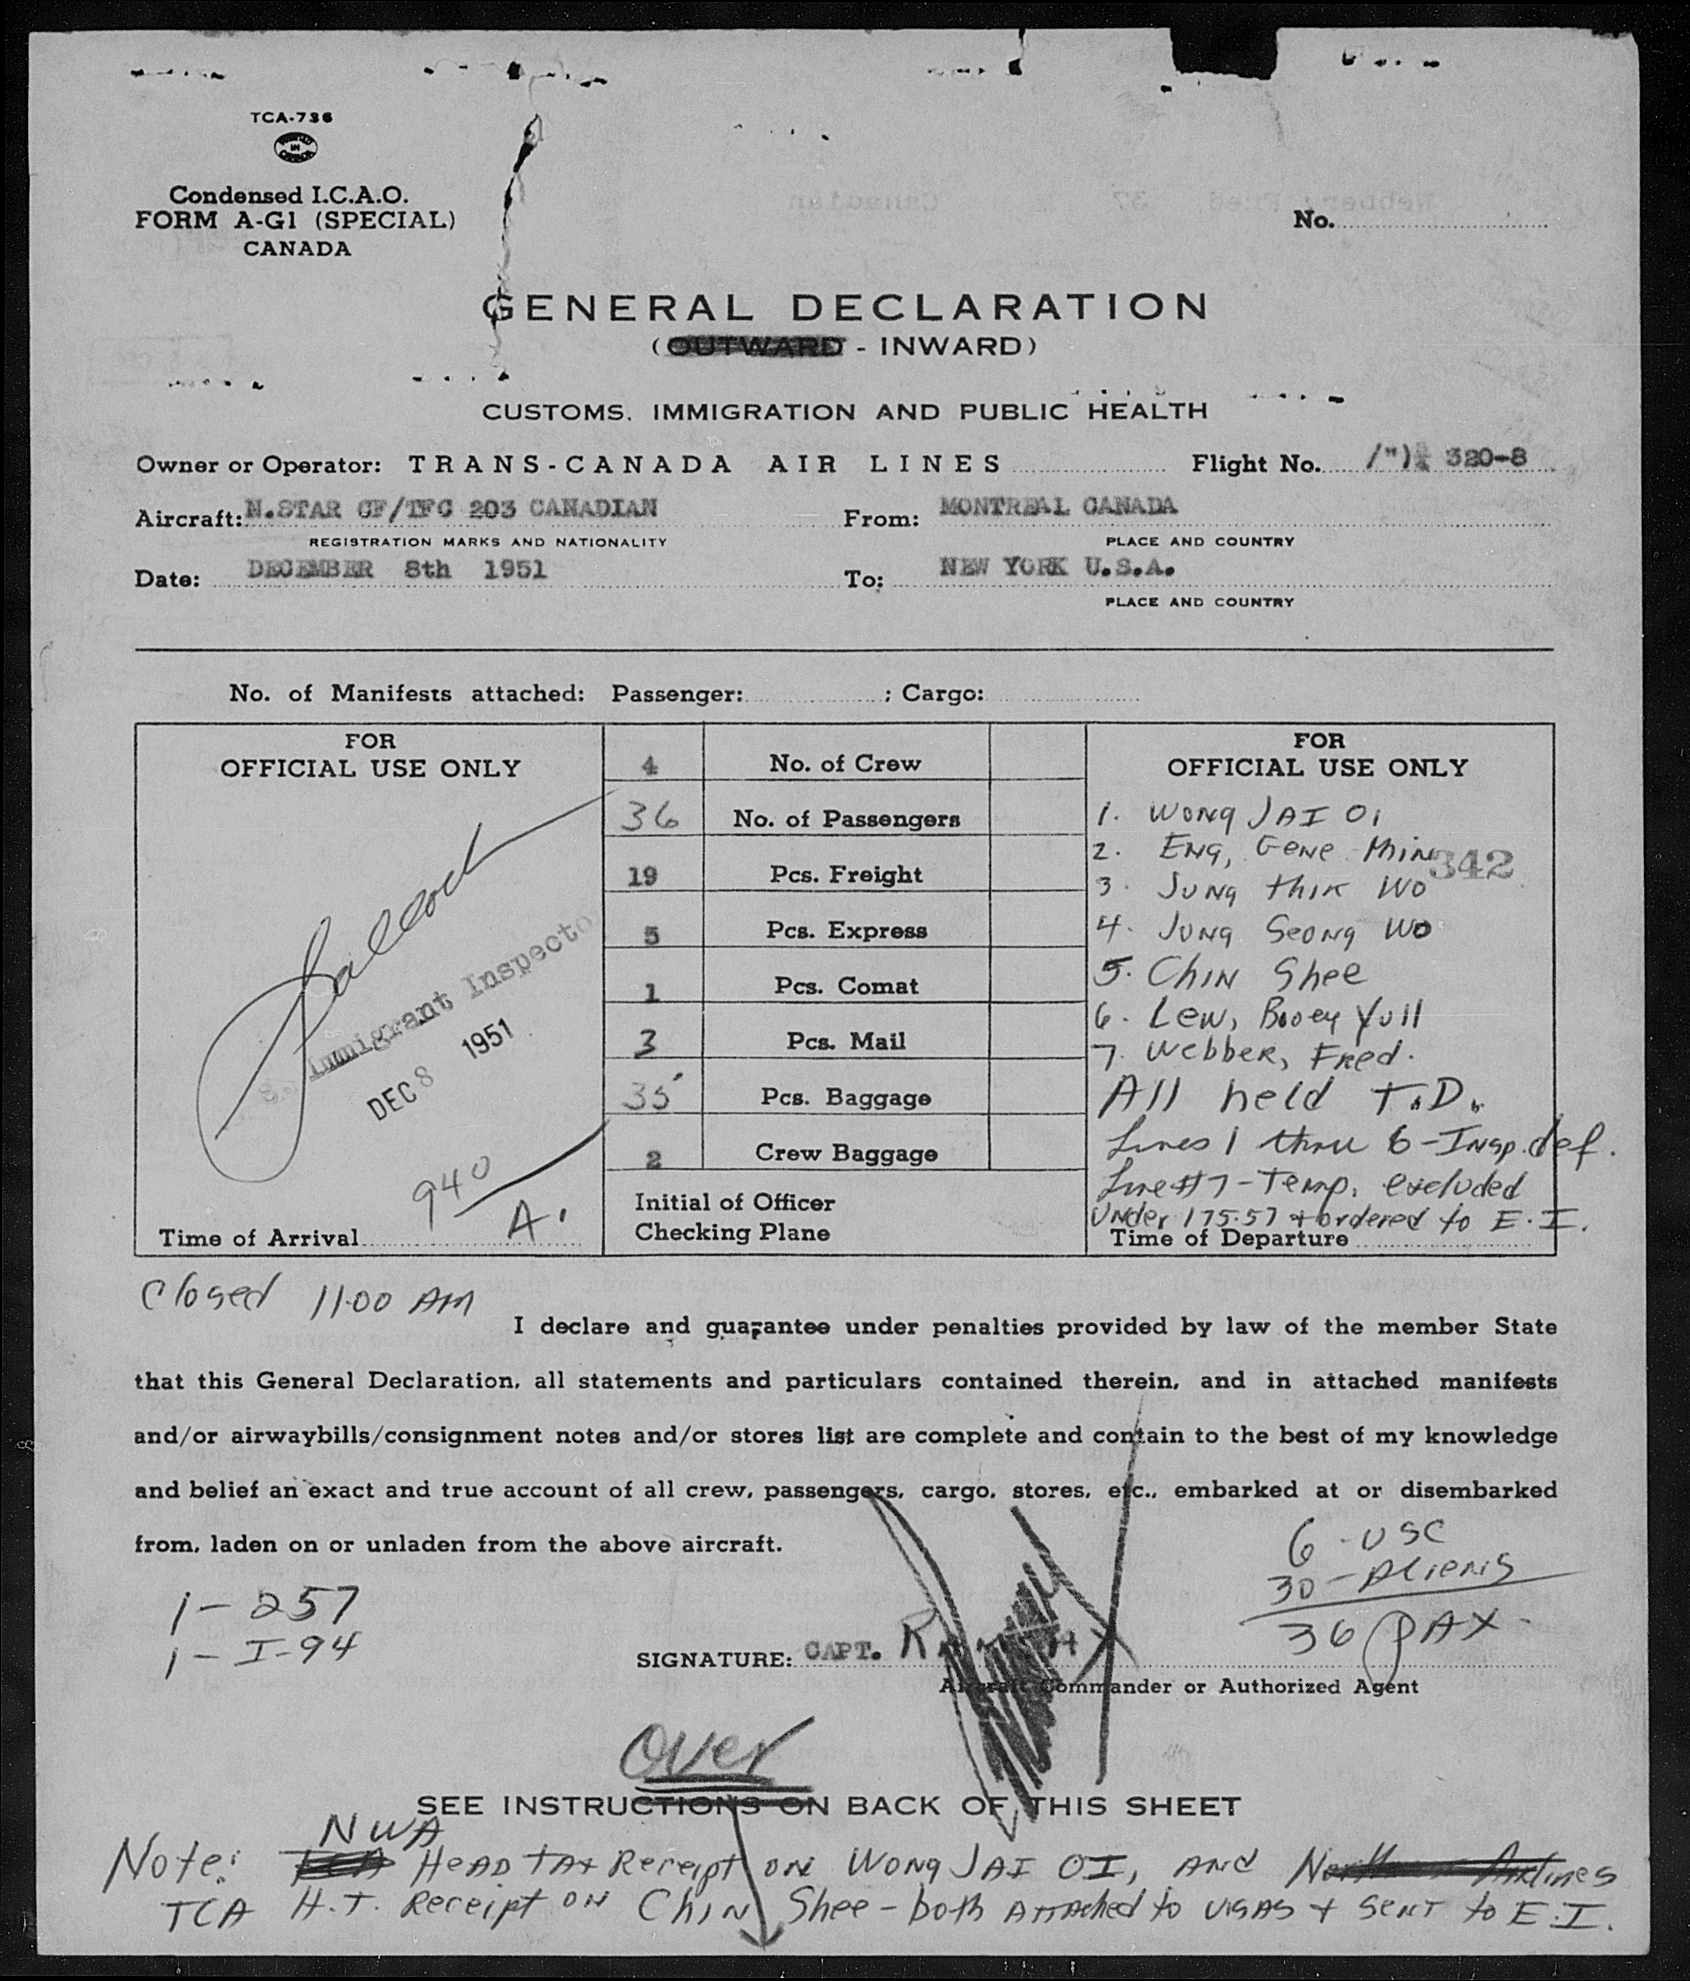 TCA-736
IN
CANADA
Condensed I.C.A.O.
FORM A-G1 (SPECIAL)
CANADA
No.
GENERAL DECLARATION
(OUTWARD - INWARD)
CUSTOMS, IMMIGRATION AND PUBLIC HEALTH
Owner or Operator: TRANS-CANADA AIR LINES Flight No. 320-8
Aircraft: N.STAR CF/TFC 203 CANADIAN From: MONTREAL CANADA
REGISTRATION MARKS AND NATIONALITY PLACE AND COUNTRY
Date: DECEMBER 8th 1951 To: NEW YORK U.S.A.
PLACE AND COUNTRY
No. of Manifests attached: Passenger: ; Cargo:
FOR
OFFICIAL USE ONLY
Immigrant Inspecto
DEC 8 1951
940
A.
Time of Arrival
4 No. of Crew
36 No. of Passengers
19 Pcs. Freight
5 Pcs. Express
1 Pcs. Comat
3 Pcs. Mail
35 Pcs. Baggage
2 Crew Baggage
Initial of Officer
Checking Plane
FOR
OFFICIAL USE ONLY
1. Wong JAI Oi
2. Eng, Gene Min
342
3. Jung thik Wo
4. Jung Seong Wo
5. Chin Shee
6. Lew, Booey Yull
7. Webber, Fred.
All held T.D.
Lines 1 thru 6 - Insp. def.
Line #7 - Temp. excluded
Under 175.57 + ordered to E.I.
Time of Departure
Closed 11:00 AM
I declare and guarantee under penalties provided by law of the member State
that this General Declaration, all statements and particulars contained therein, and in attached manifests
and/or airwaybills/consignment notes and/or stores list are complete and contain to the best of my knowledge
and belief an exact and true account of all crew, passengers, cargo, stores, etc., embarked at or disembarked
from, laden on or unladen from the above aircraft.
6 - USC
30 - Aliens
36 PAX -
1 - 257
1 - I-94
SIGNATURE: CAPT.
Aircraft Commander or Authorized Agent
Over
SEE INSTRUCTIONS ON BACK OF THIS SHEET
NWA
Note: TCA Head tax Receipt on Wong JAI OI, and Northwest Airlines
TCA H.T. Receipt on Chin Shee - both attached to visas + sent to E.I.